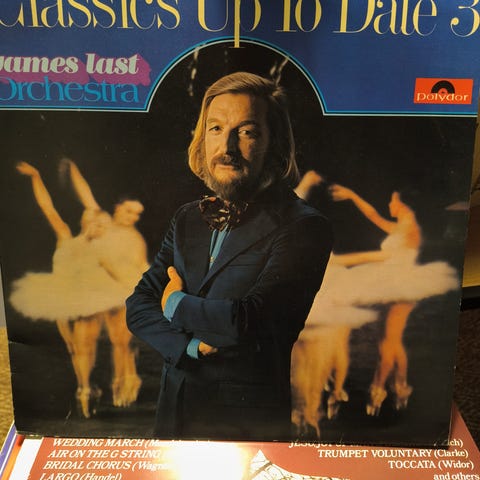 Classics Up To Date 3
James last
Orchestra
Polydor
WEDDING MARCH
AIR ON THE G STRING
BRIDAL CHORUS (Wagn
LARGO (Handel)
TRUMPET VOLUNTARY (Clarke)
TOCCATA (Widor)
and others